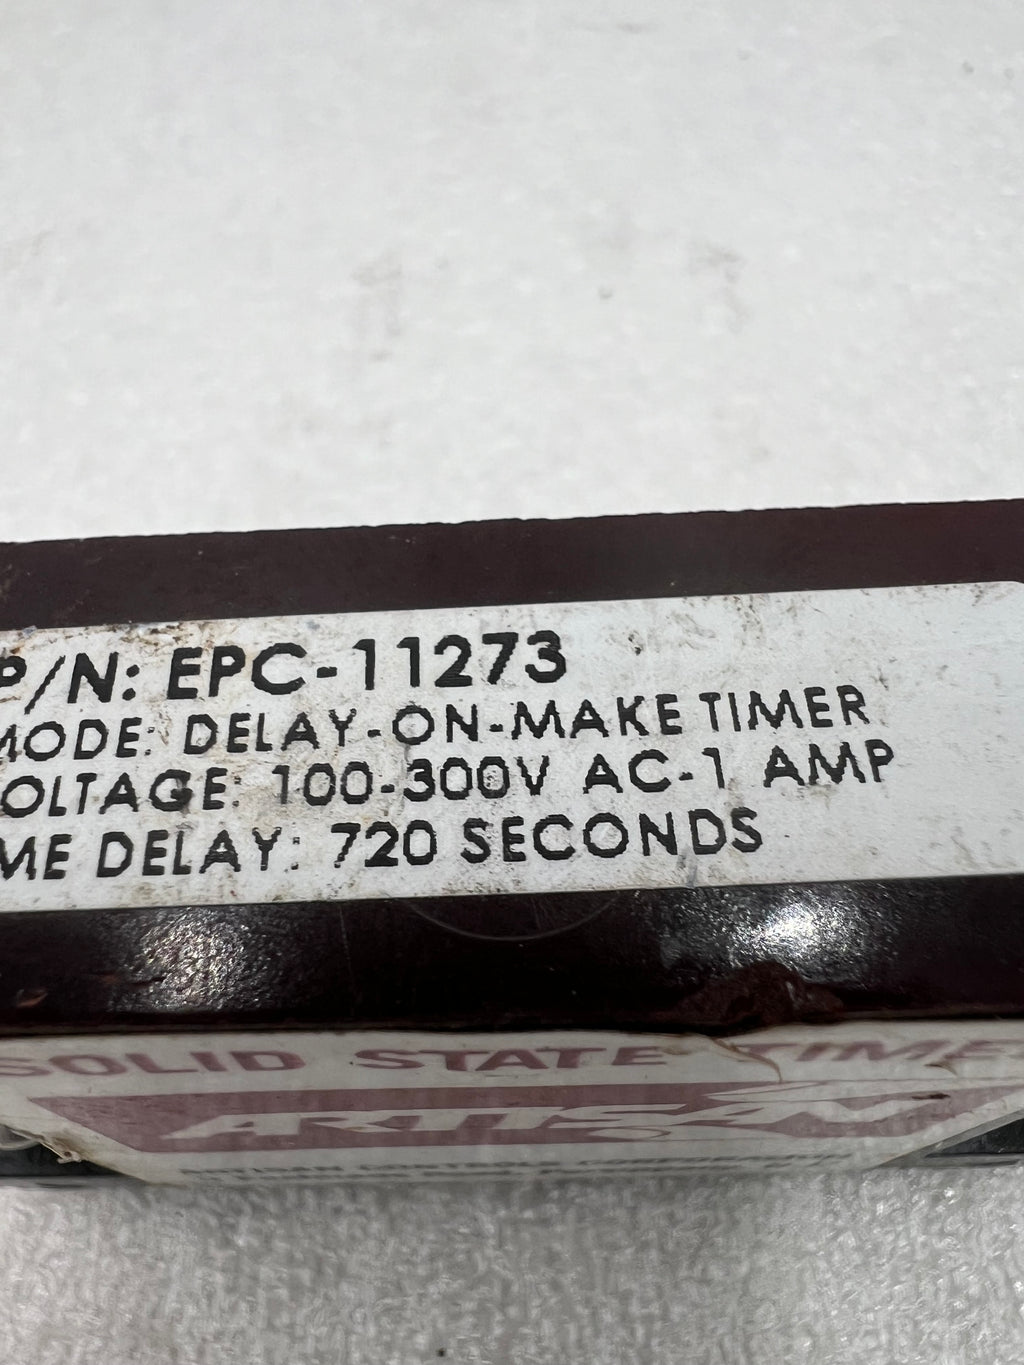 P/N: EPC-11273
MODE: DELAY-ON-MAKE TIMER
OLTAGE: 100-300V AC-1 AMP
ME DELAY: 720 SECONDS
SOLID STATE TIME
ARTISAN